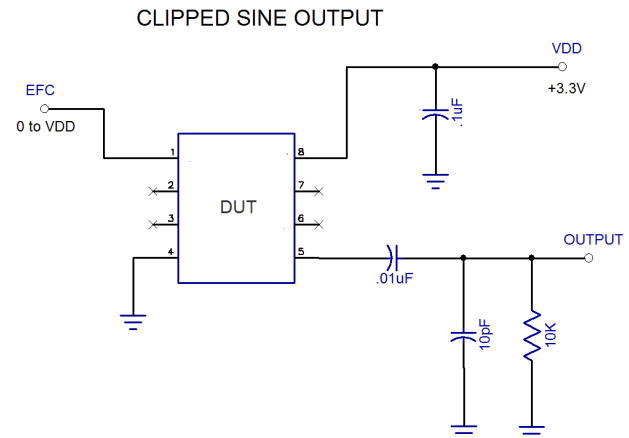 CLIPPED SINE OUTPUT
VDD
+3.3V
EFC
0 to VDD
.1uF
1
2
3
4
DUT
8
7
6
5
.01uF
OUTPUT
10pF
10K